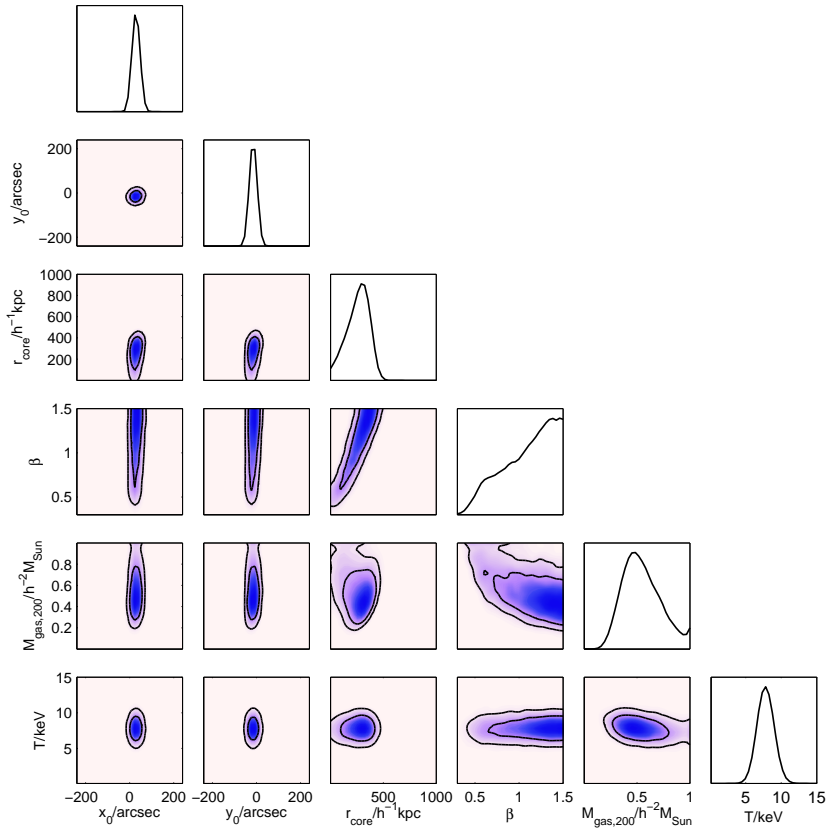 200
0
−200
y_0/arcsec
1000
800
600
400
200
r_core/h^{-1}kpc
1.5
1
0.5
β
0.8
0.6
0.4
0.2
M_gas,200/h^{-2}M_Sun
15
10
5
T/keV
−200 0 200
x_0/arcsec
−200 0 200
y_0/arcsec
500 1000
r_core/h^{-1}kpc
0.5 1 1.5
β
0.5 1
M_gas,200/h^{-2}M_Sun
5 10 15
T/keV